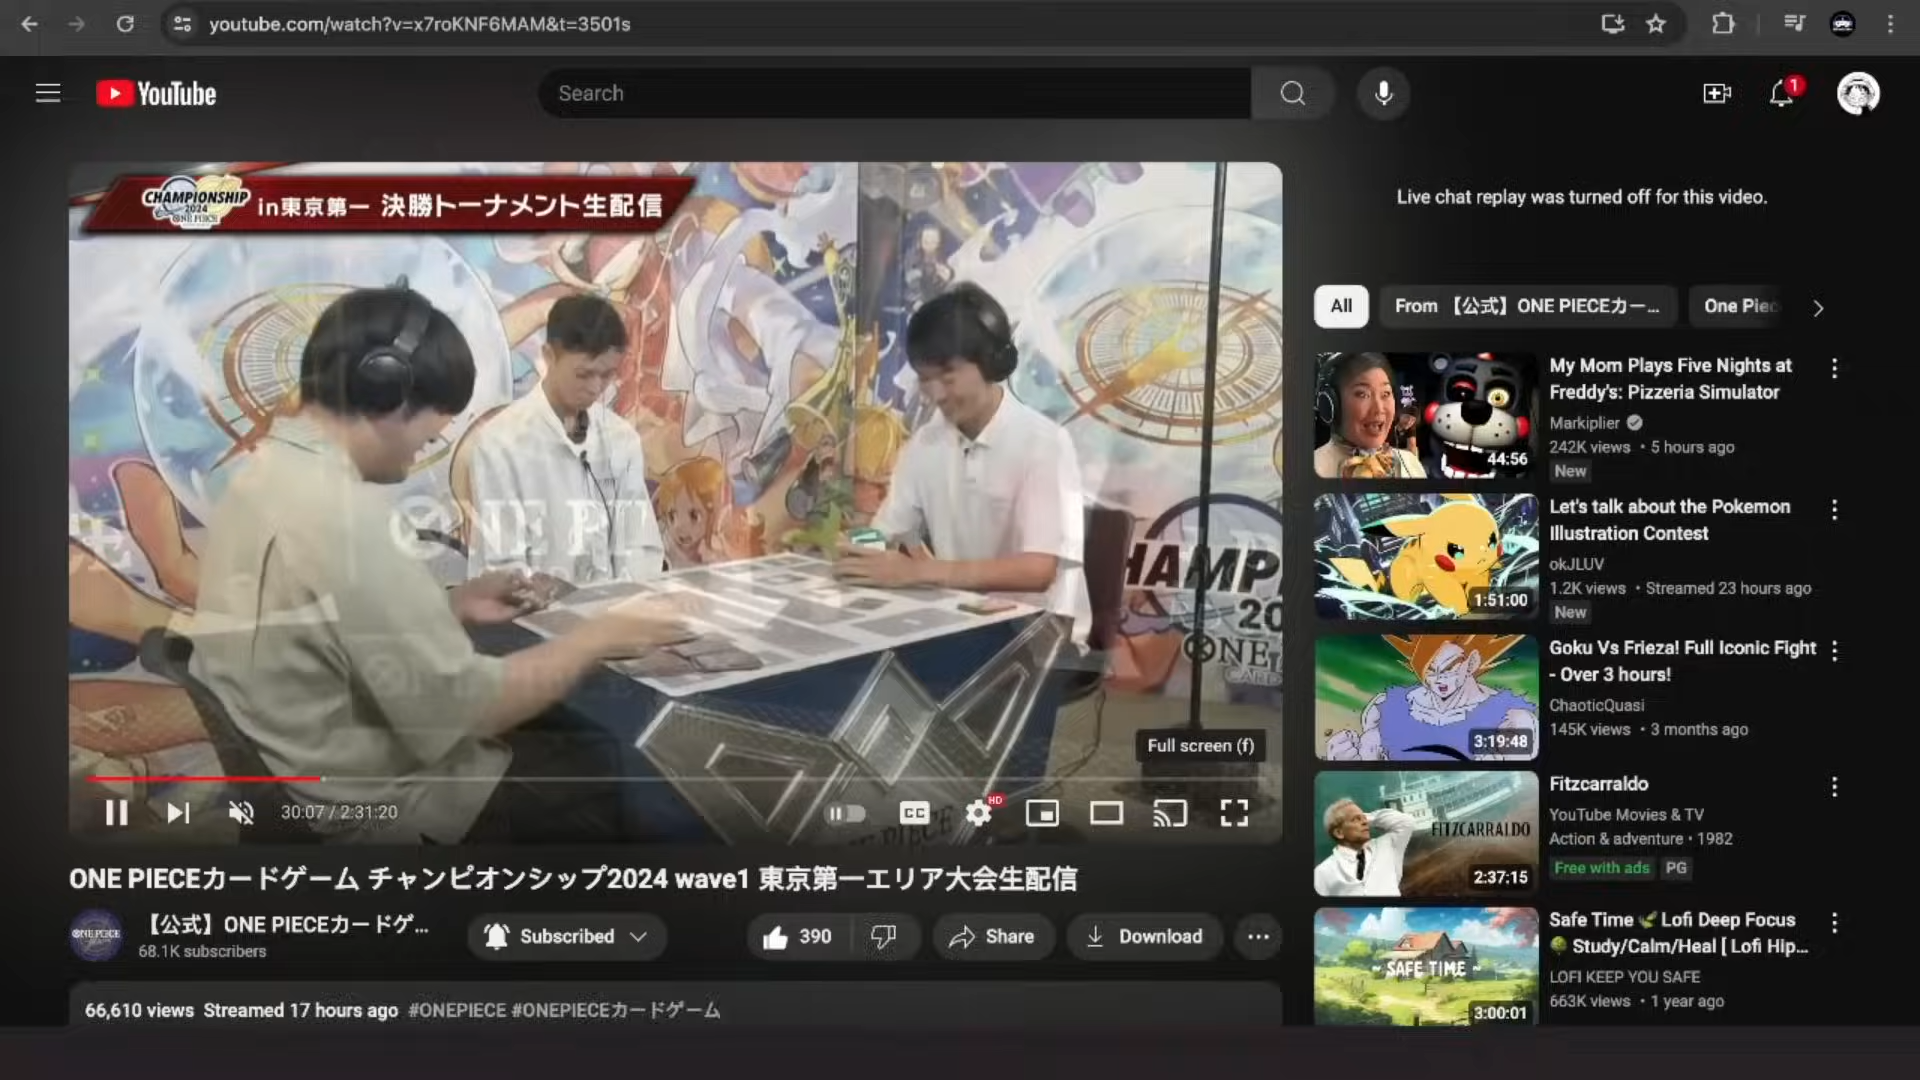 youtube.com/watch?v=x7roKNF6MAM&t=3501s
YouTube
Search
1
CHAMPIONSHIP
2024
ONE PIECE
in東京第一 決勝トーナメント生配信
ONE PI
HAMP
20
ONE
CARD
Full screen (f)
30:07 / 2:31:20
CC
HD
ONE PIECEカードゲーム チャンピオンシップ2024 wave1 東京第一エリア大会生配信
ONE PIECE
【公式】ONE PIECEカードゲ...
68.1K subscribers
Subscribed
390
Share
Download
66,610 views Streamed 17 hours ago #ONEPIECE #ONEPIECEカードゲーム
Live chat replay was turned off for this video.
All
From 【公式】ONE PIECEカー...
One Piec
My Mom Plays Five Nights at
Freddy's: Pizzeria Simulator
Markiplier
242K views • 5 hours ago
New
44:56
Let's talk about the Pokemon
Illustration Contest
okJLUV
1.2K views • Streamed 23 hours ago
New
1:51:00
Goku Vs Frieza! Full Iconic Fight
- Over 3 hours!
ChaoticQuasi
145K views • 3 months ago
3:19:48
Fitzcarraldo
YouTube Movies & TV
Action & adventure • 1982
Free with ads PG
FITZCARRALDO
2:37:15
Safe Time 🌿 Lofi Deep Focus
🌳 Study/Calm/Heal [ Lofi Hip...
LOFI KEEP YOU SAFE
663K views • 1 year ago
~ SAFE TIME ~
3:00:01